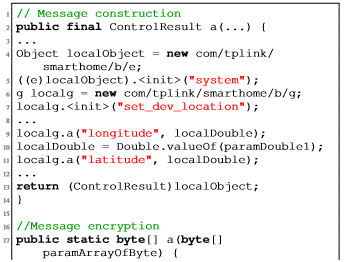 1 // Message construction
2 public final ControlResult a(...) {
3 ...
4 Object localObject = new com/tplink/
smarthome/b/e;
5 ((e)localObject).<init>("system");
6 g localg = new com/tplink/smarthome/b/g;
7 localg.<init>("set_dev_location");
8 ...
9 localg.a("longitude", localDouble);
10 localDouble = Double.valueOf(paramDouble1);
11 localg.a("latitude", localDouble);
12 ...
13 return (ControlResult)localObject;
14 }
15
16 //Message encryption
17 public static byte[] a(byte[]
paramArrayOfByte) {